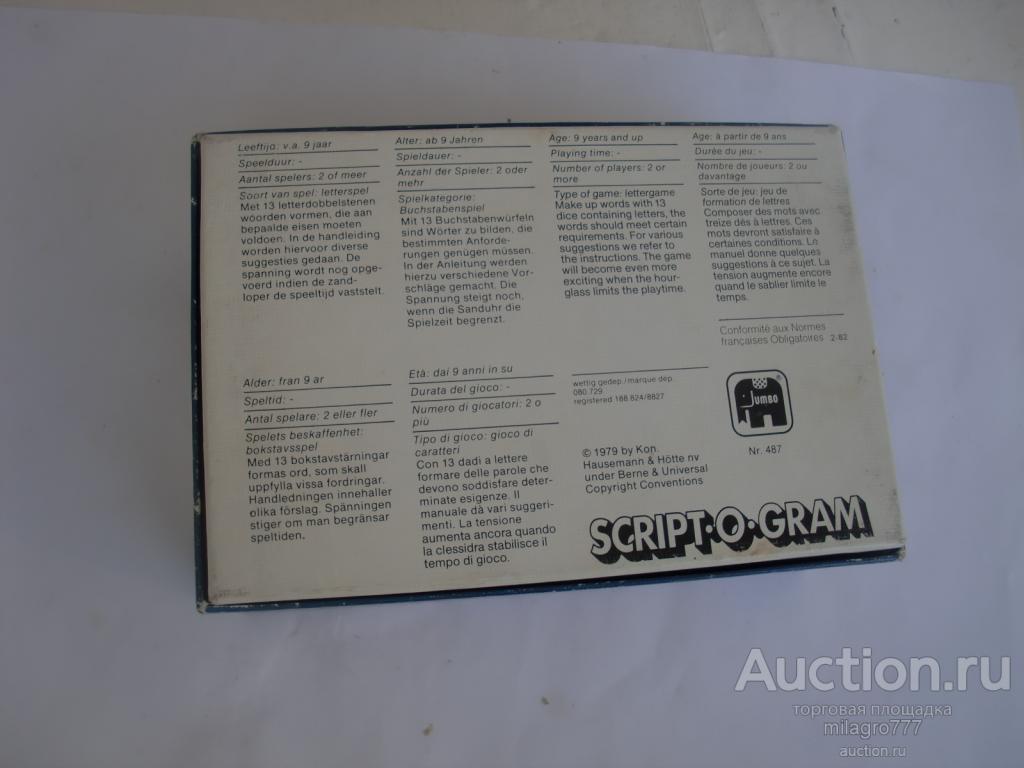 Leeftijd: v.a. 9 jaar
Speelduur: -
Aantal spelers: 2 of meer
Soort van spel: letterspel
Met 13 letterdobbelstenen
woorden vormen, die aan
bepaalde eisen moeten
voldoen. In de handleiding
worden hiervoor diverse
suggesties gedaan. De
spanning wordt nog opge-
voerd indien de zand-
loper de speeltijd vaststelt.
Alter: ab 9 Jahren
Spieldauer: -
Anzahl der Spieler: 2 oder
mehr
Spielkategorie:
Buchstabenspiel
Mit 13 Buchstabenwürfeln
sind Wörter zu bilden, die
bestimmten Anforde-
rungen genügen müssen.
In der Anleitung werden
hierzu verschiedene Vor-
schläge gemacht. Die
Spannung steigt noch,
wenn die Sanduhr die
Spielzeit begrenzt.
Age: 9 years and up
Playing time: -
Number of players: 2 or
more
Type of game: lettergame
Make up words with 13
dice containing letters, the
words should meet certain
requirements. For various
suggestions we refer to
the instructions. The game
will become even more
exciting when the hour-
glass limits the playtime.
Age: à partir de 9 ans
Durée du jeu: -
Nombre de joueurs: 2 ou
davantage
Sorte de jeu: jeu de
formation de lettres
Composer des mots avec
treize dés à lettres. Ces
mots devront satisfaire à
certaines conditions. Le
manuel donne quelques
suggestions à ce sujet. La
tension augmente encore
quand le sablier limite le
temps.
Conformité aux Normes
françaises Obligatoires 2-82
Alder: fran 9 ar
Speltid: -
Antal spelare: 2 eller fler
Spelets beskaffenhet:
bokstavsspel
Med 13 bokstavstärningar
formas ord, som skall
uppfylla vissa fordringar.
Handledningen innehaller
olika förslag. Spänningen
stiger om man begränsar
speltiden.
Età: dai 9 anni in su
Durata del gioco: -
Numero di giocatori: 2 o
più
Tipo di gioco: gioco di
caratteri
Con 13 dadi a lettere
formare delle parole che
devono soddisfare deter-
minate esigenze. Il
manuale dà vari suggeri-
menti. La tensione
aumenta ancora quando
la clessidra stabilisce il
tempo di gioco.
wettig gedep./marque dep.
080.729
registered 188.824/8827
© 1979 by Kon.
Hausemann & Hötte nv
under Berne & Universal
Copyright Conventions
JUMBO
®
Nr. 487
SCRIPT·O·GRAM
Auction.ru
торговая площадка
milagro777
auction.ru